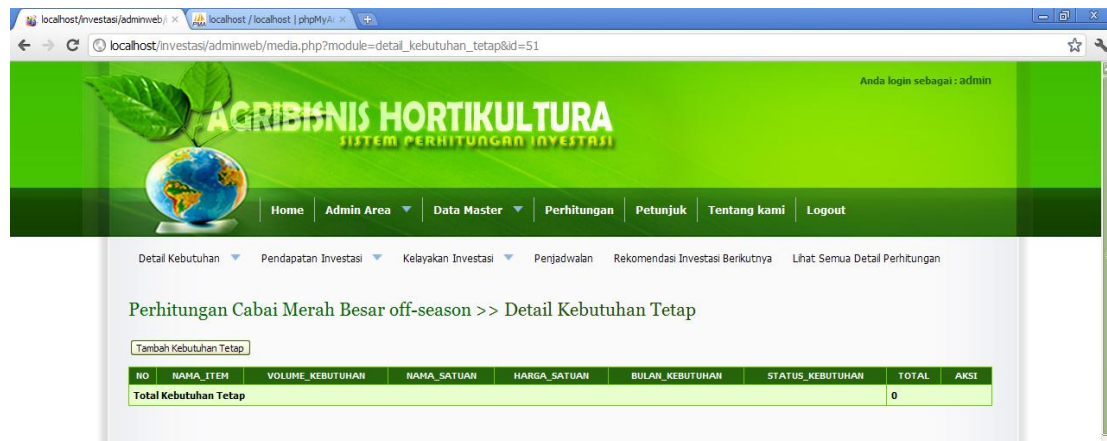 localhost/investasi/adminweb/
localhost / localhost | phpMyA
localhost/investasi/adminweb/media.php?module=detail_kebutuhan_tetap&id=51
Anda login sebagai : admin
AGRIBISNIS HORTIKULTURA
SISTEM PERHITUNGAN INVESTASI
Home Admin Area Data Master Perhitungan Petunjuk Tentang kami Logout
Detail Kebutuhan Pendapatan Investasi Kelayakan Investasi Penjadwalan Rekomendasi Investasi Berikutnya Lihat Semua Detail Perhitungan
Perhitungan Cabai Merah Besar off-season >> Detail Kebutuhan Tetap
Tambah Kebutuhan Tetap
NO NAMA_ITEM VOLUME_KEBUTUHAN NAMA_SATUAN HARGA_SATUAN BULAN_KEBUTUHAN STATUS_KEBUTUHAN TOTAL AKSI
Total Kebutuhan Tetap 0